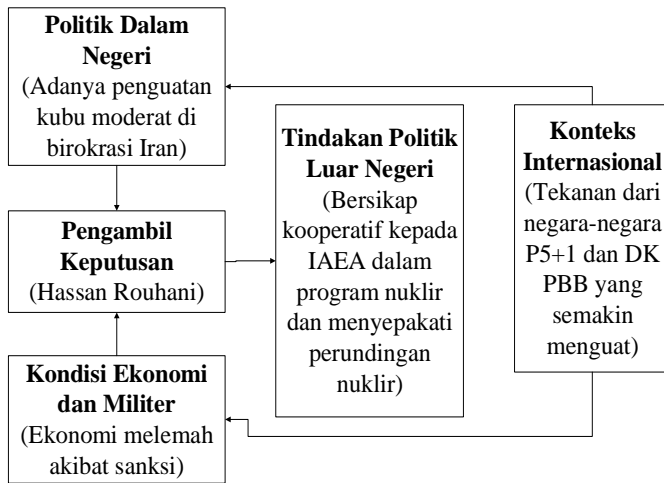 Politik Dalam
Negeri
(Adanya penguatan
kubu moderat di
birokrasi Iran)
Pengambil
Keputusan
(Hassan Rouhani)
Kondisi Ekonomi
dan Militer
(Ekonomi melemah
akibat sanksi)
Tindakan Politik
Luar Negeri
(Bersikap
kooperatif kepada
IAEA dalam
program nuklir
dan menyepakati
perundingan
nuklir)
Konteks
Internasional
(Tekanan dari
negara-negara
P5+1 dan DK
PBB yang
semakin
menguat)